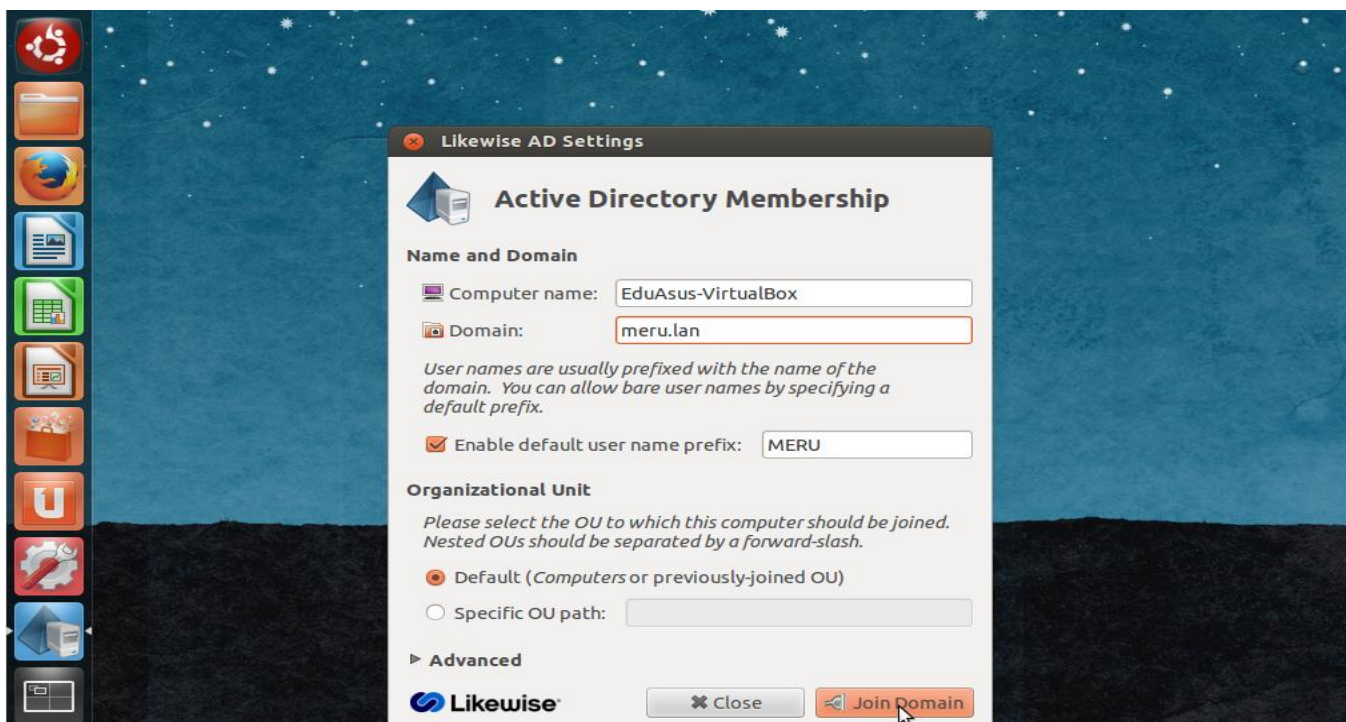 Likewise AD Settings
Active Directory Membership
Name and Domain
Computer name: EduAsus-VirtualBox
Domain: meru.lan
User names are usually prefixed with the name of the
domain. You can allow bare user names by specifying a
default prefix.
Enable default user name prefix: MERU
Organizational Unit
Please select the OU to which this computer should be joined.
Nested OUs should be separated by a forward-slash.
Default (Computers or previously-joined OU)
Specific OU path:
Advanced
Likewise Close Join Domain